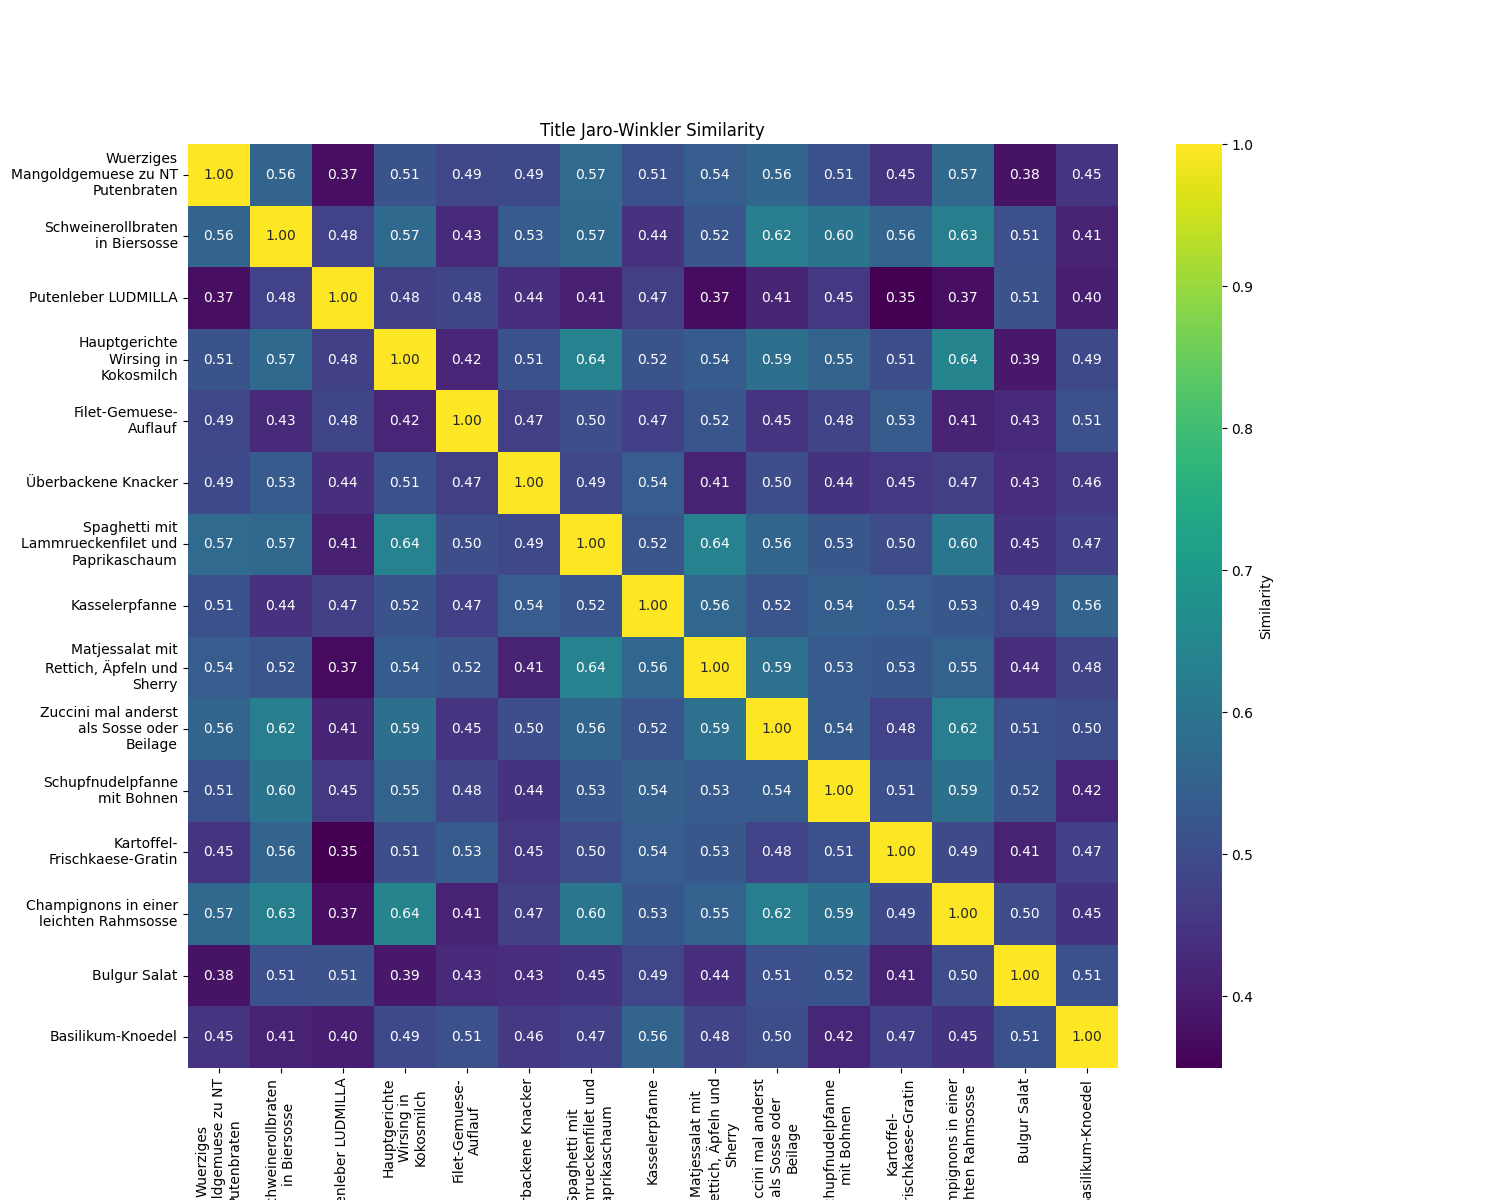 Title Jaro-Winkler Similarity
Wuerziges
Mangoldgemuese zu NT
Putenbraten
1.00 0.56 0.37 0.51 0.49 0.49 0.57 0.51 0.54 0.56 0.51 0.45 0.57 0.38 0.45
Schweinerollbraten
in Biersosse
0.56 1.00 0.48 0.57 0.43 0.53 0.57 0.44 0.52 0.62 0.60 0.56 0.63 0.51 0.41
Putenleber LUDMILLA
0.37 0.48 1.00 0.48 0.48 0.44 0.41 0.47 0.37 0.41 0.45 0.35 0.37 0.51 0.40
Hauptgerichte
Wirsing in
Kokosmilch
0.51 0.57 0.48 1.00 0.42 0.51 0.64 0.52 0.54 0.59 0.55 0.51 0.64 0.39 0.49
Filet-Gemuese-
Auflauf
0.49 0.43 0.48 0.42 1.00 0.47 0.50 0.47 0.52 0.45 0.48 0.53 0.41 0.43 0.51
Überbackene Knacker
0.49 0.53 0.44 0.51 0.47 1.00 0.49 0.54 0.41 0.50 0.44 0.45 0.47 0.43 0.46
Spaghetti mit
Lammrueckenfilet und
Paprikaschaum
0.57 0.57 0.41 0.64 0.50 0.49 1.00 0.52 0.64 0.56 0.53 0.50 0.60 0.45 0.47
Kasselerpfanne
0.51 0.44 0.47 0.52 0.47 0.54 0.52 1.00 0.56 0.52 0.54 0.54 0.53 0.49 0.56
Matjessalat mit
Rettich, Äpfeln und
Sherry
0.54 0.52 0.37 0.54 0.52 0.41 0.64 0.56 1.00 0.59 0.53 0.53 0.55 0.44 0.48
Zuccini mal anderst
als Sosse oder
Beilage
0.56 0.62 0.41 0.59 0.45 0.50 0.56 0.52 0.59 1.00 0.54 0.48 0.62 0.51 0.50
Schupfnudelpfanne
mit Bohnen
0.51 0.60 0.45 0.55 0.48 0.44 0.53 0.54 0.53 0.54 1.00 0.51 0.59 0.52 0.42
Kartoffel-
Frischkaese-Gratin
0.45 0.56 0.35 0.51 0.53 0.45 0.50 0.54 0.53 0.48 0.51 1.00 0.49 0.41 0.47
Champignons in einer
leichten Rahmsosse
0.57 0.63 0.37 0.64 0.41 0.47 0.60 0.53 0.55 0.62 0.59 0.49 1.00 0.50 0.45
Bulgur Salat
0.38 0.51 0.51 0.39 0.43 0.43 0.45 0.49 0.44 0.51 0.52 0.41 0.50 1.00 0.51
Basilikum-Knoedel
0.45 0.41 0.40 0.49 0.51 0.46 0.47 0.56 0.48 0.50 0.42 0.47 0.45 0.51 1.00
Wuerziges
ldgemuese zu NT
Putenbraten
chweinerollbraten
in Biersosse
enleber LUDMILLA
Hauptgerichte
Wirsing in
Kokosmilch
Filet-Gemuese-
Auflauf
rbackene Knacker
Spaghetti mit
mrueckenfilet und
aprikaschaum
Kasselerpfanne
Matjessalat mit
ettich, Äpfeln und
Sherry
ccini mal anderst
als Sosse oder
Beilage
hupfnudelpfanne
mit Bohnen
Kartoffel-
rischkaese-Gratin
mpignons in einer
hten Rahmsosse
Bulgur Salat
asilikum-Knoedel
1.0
0.9
0.8
0.7
0.6
0.5
0.4
Similarity